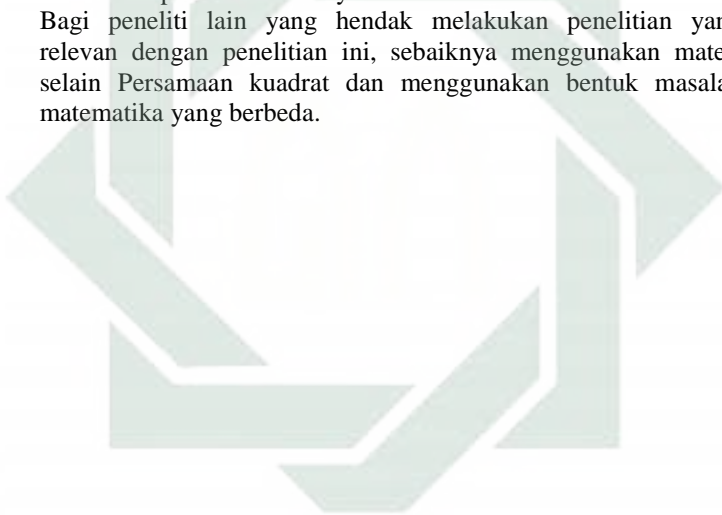 Bagi peneliti lain yang hendak melakukan penelitian yan
relevan dengan penelitian ini, sebaiknya menggunakan mate
selain Persamaan kuadrat dan menggunakan bentuk masala
matematika yang berbeda.